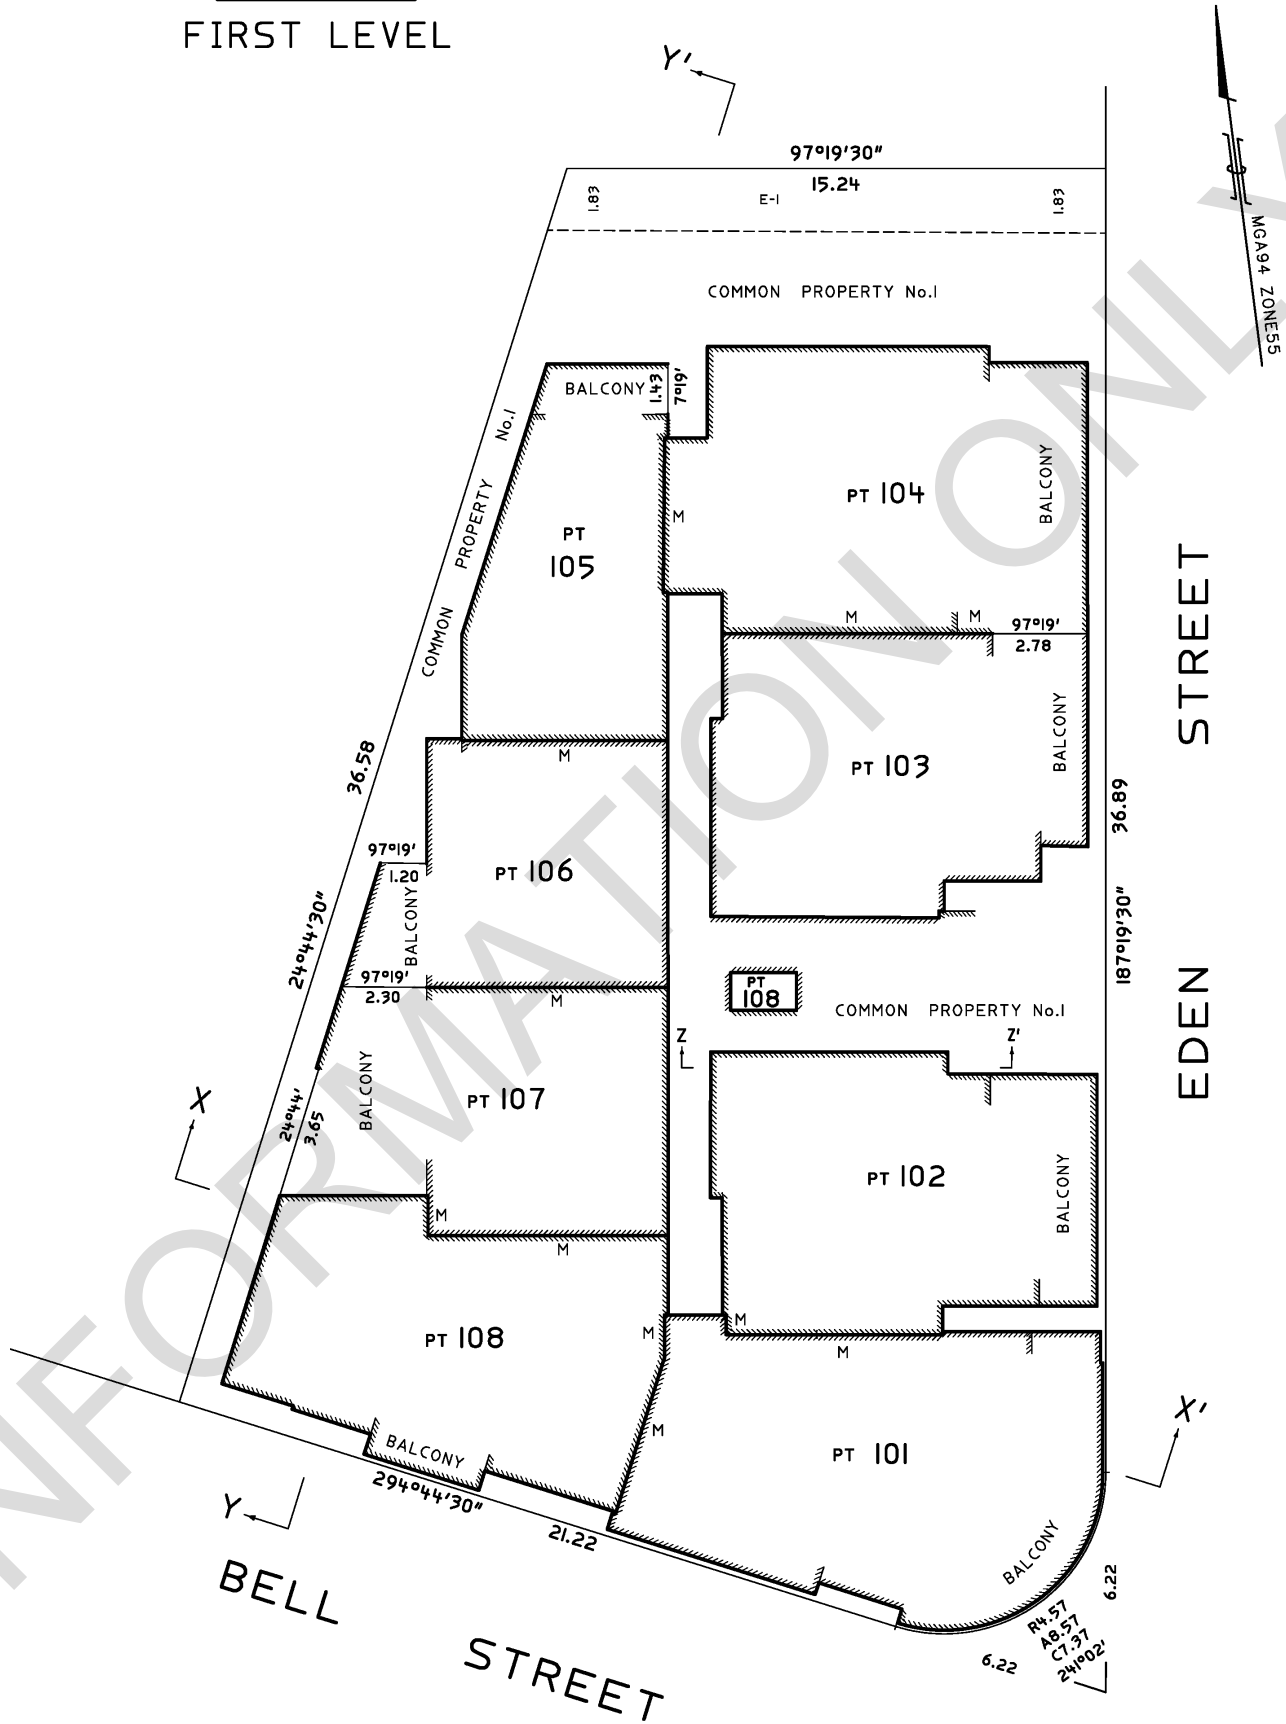 FIRST LEVEL
Y'
97°19'30"
15.24
1.83
E-1
1.83
MGA94 ZONE55
COMMON PROPERTY No.1
BALCONY
1.43
7°19'
COMMON PROPERTY No.1
PT 104
BALCONY
M
PT
105
M
M
97°19'
2.78
STREET
BALCONY
36.58
M
PT 103
36.89
97°19'
1.20
PT 106
BALCONY
24°44'30"
187°19'30"
97°19'
2.30
M
PT
108
COMMON PROPERTY No.1
EDEN
Z
Z'
BALCONY
PT 107
X
24°44'
3.65
PT 102
BALCONY
M
M
M
M
PT 108
M
X'
M
PT 101
BALCONY
294°44'30"
Y
21.22
BALCONY
BELL
6.22
R4.57
A8.57
C7.37
241°02'
6.22
STREET
INFORMATION ONLY